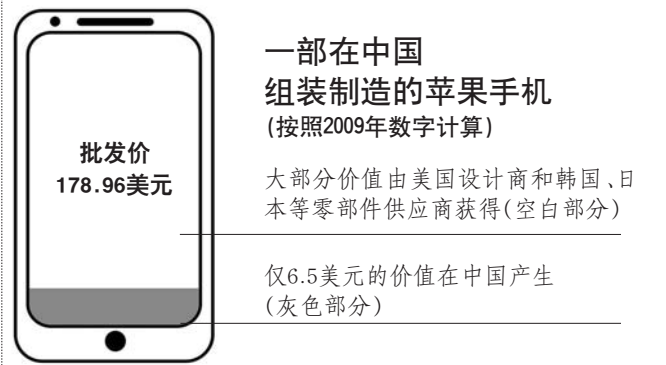 批发价
178.96美元
一部在中国
组装制造的苹果手机
(按照2009年数字计算)
大部分价值由美国设计商和韩国、日
本等零部件供应商获得(空白部分)
仅6.5美元的价值在中国产生
(灰色部分)